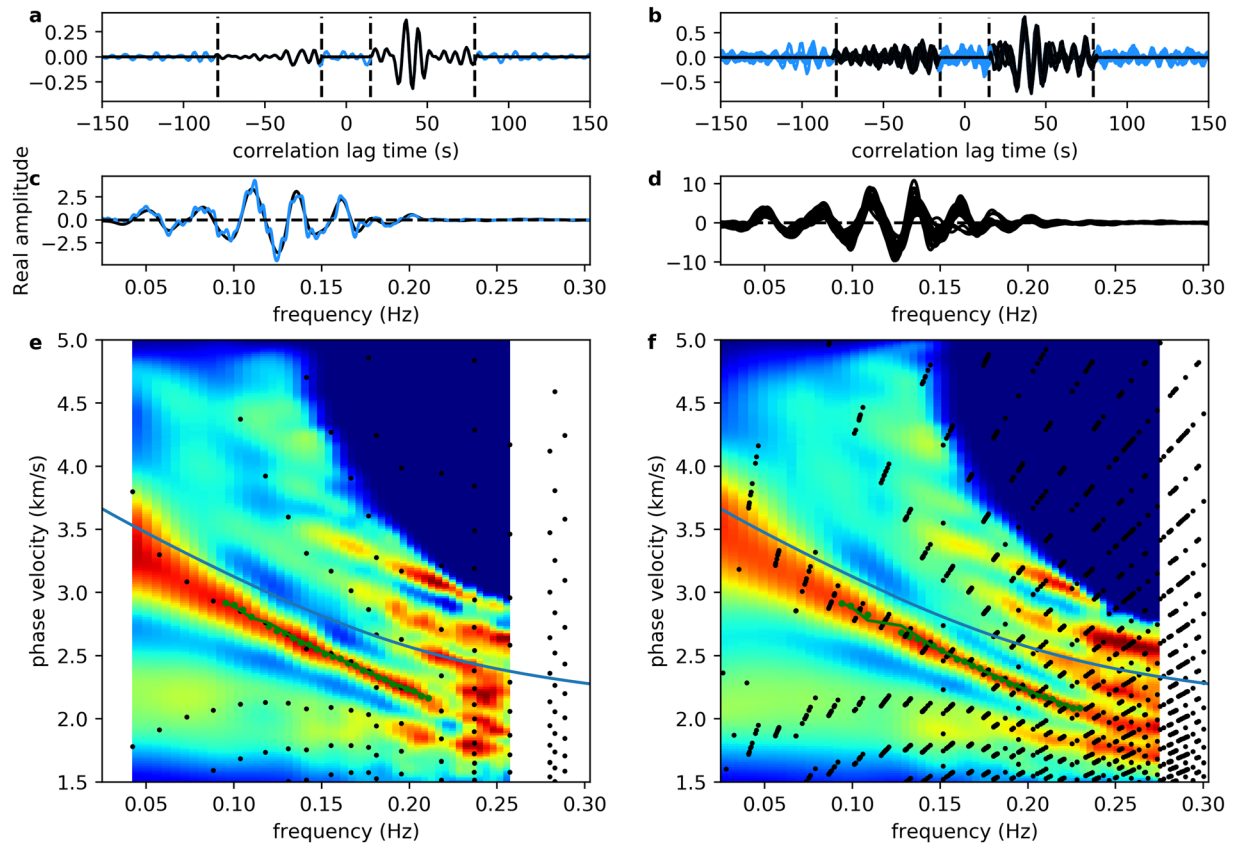 a
0.25
0.00
−0.25
−150 −100 −50 0 50 100 150
correlation lag time (s)
b
0.5
0.0
−0.5
−150 −100 −50 0 50 100 150
correlation lag time (s)
c
Real amplitude
2.5
0.0
−2.5
0.05 0.10 0.15 0.20 0.25 0.30
frequency (Hz)
d
10
0
−10
0.05 0.10 0.15 0.20 0.25 0.30
frequency (Hz)
e
phase velocity (km/s)
5.0
4.5
4.0
3.5
3.0
2.5
2.0
1.5
0.05 0.10 0.15 0.20 0.25 0.30
frequency (Hz)
f
phase velocity (km/s)
5.0
4.5
4.0
3.5
3.0
2.5
2.0
1.5
0.05 0.10 0.15 0.20 0.25 0.30
frequency (Hz)